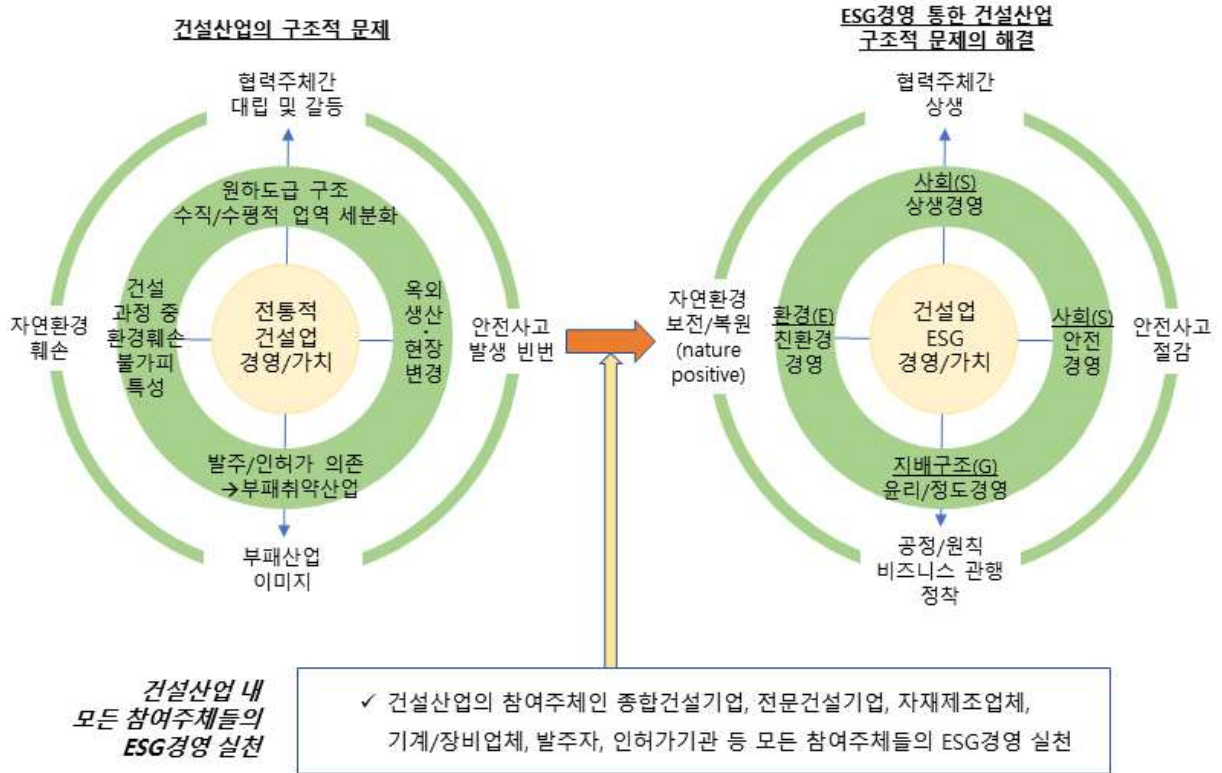 건설산업의 구조적 문제
협력주체간
대립 및 갈등
원하도급 구조
수직/수평적 업역 세분화
자연환경
훼손
건설
과정 중
환경훼손
불가피
특성
전통적
건설업
경영/가치
옥외
생산
·
현장
변경
안전사고
발생 빈번
발주/인허가 의존
→부패취약산업
부패산업
이미지
ESG경영 통한 건설산업
구조적 문제의 해결
협력주체간
상생
사회(S)
상생경영
자연환경
보전/복원
(nature
positive)
환경(E)
친환경
경영
건설업
ESG
경영/가치
사회(S)
안전
경영
안전사고
절감
지배구조(G)
윤리/정도경영
공정/원칙
비즈니스 관행
정착
건설산업 내
모든 참여주체들의
ESG경영 실천
✓ 건설산업의 참여주체인 종합건설기업, 전문건설기업, 자재제조업체,
기계/장비업체, 발주자, 인허가기관 등 모든 참여주체들의 ESG경영 실천